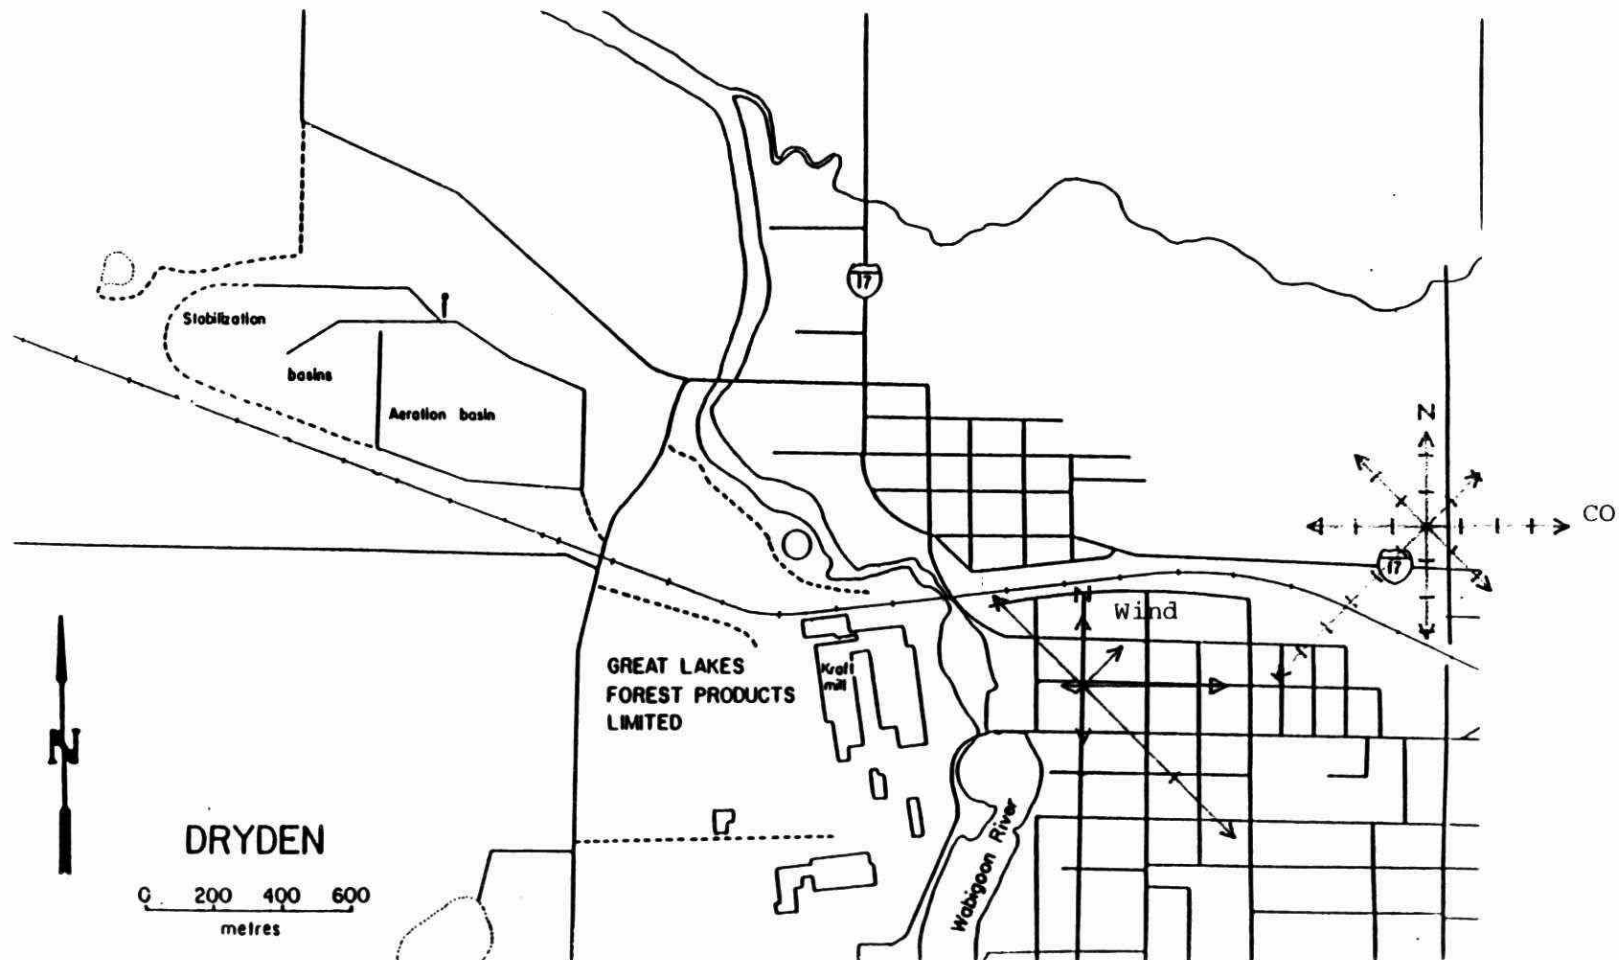 17
Stabilization
basins
Aeration basin
N
CO
17
N
Wind
GREAT LAKES
FOREST PRODUCTS
LIMITED
Kraft
mill
N
DRYDEN
0 200 400 600
metres
Wabigoon River